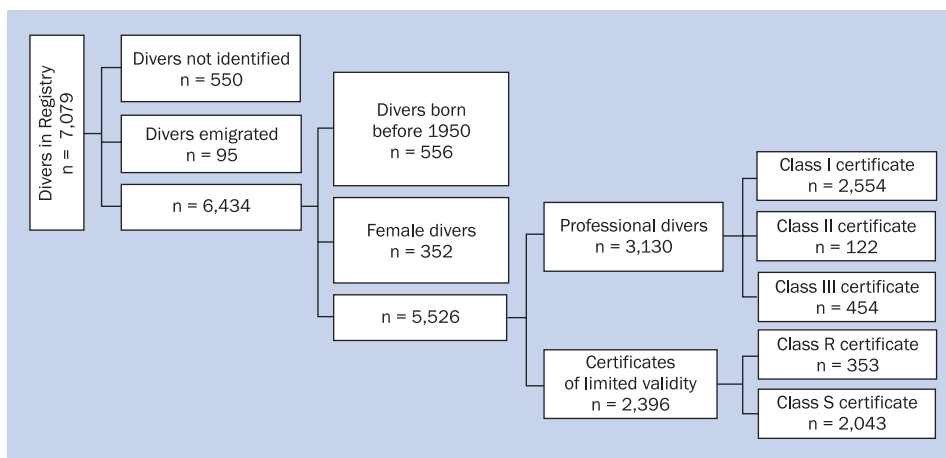 Divers in Registry
n = 7,079
Divers not identified
n = 550
Divers emigrated
n = 95
n = 6,434
Divers born
before 1950
n = 556
Female divers
n = 352
n = 5,526
Professional divers
n = 3,130
Certificates
of limited validity
n = 2,396
Class I certificate
n = 2,554
Class II certificate
n = 122
Class III certificate
n = 454
Class R certificate
n = 353
Class S certificate
n = 2,043